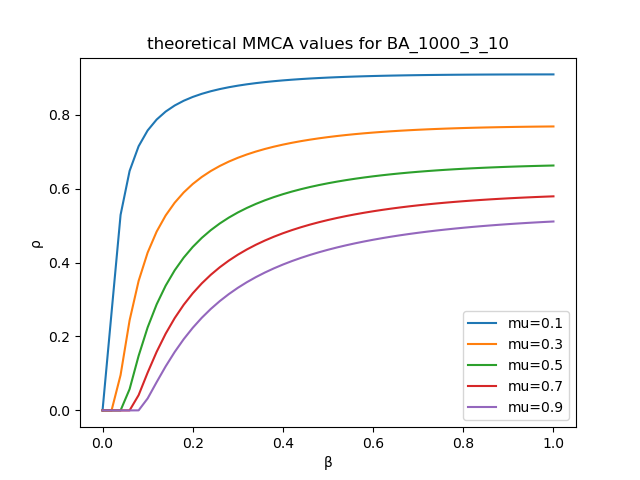 theoretical MMCA values for BA_1000_3_10
ρ
0.8
0.6
0.4
0.2
0.0
mu=0.1
mu=0.3
mu=0.5
mu=0.7
mu=0.9
0.0 0.2 0.4 0.6 0.8 1.0
β